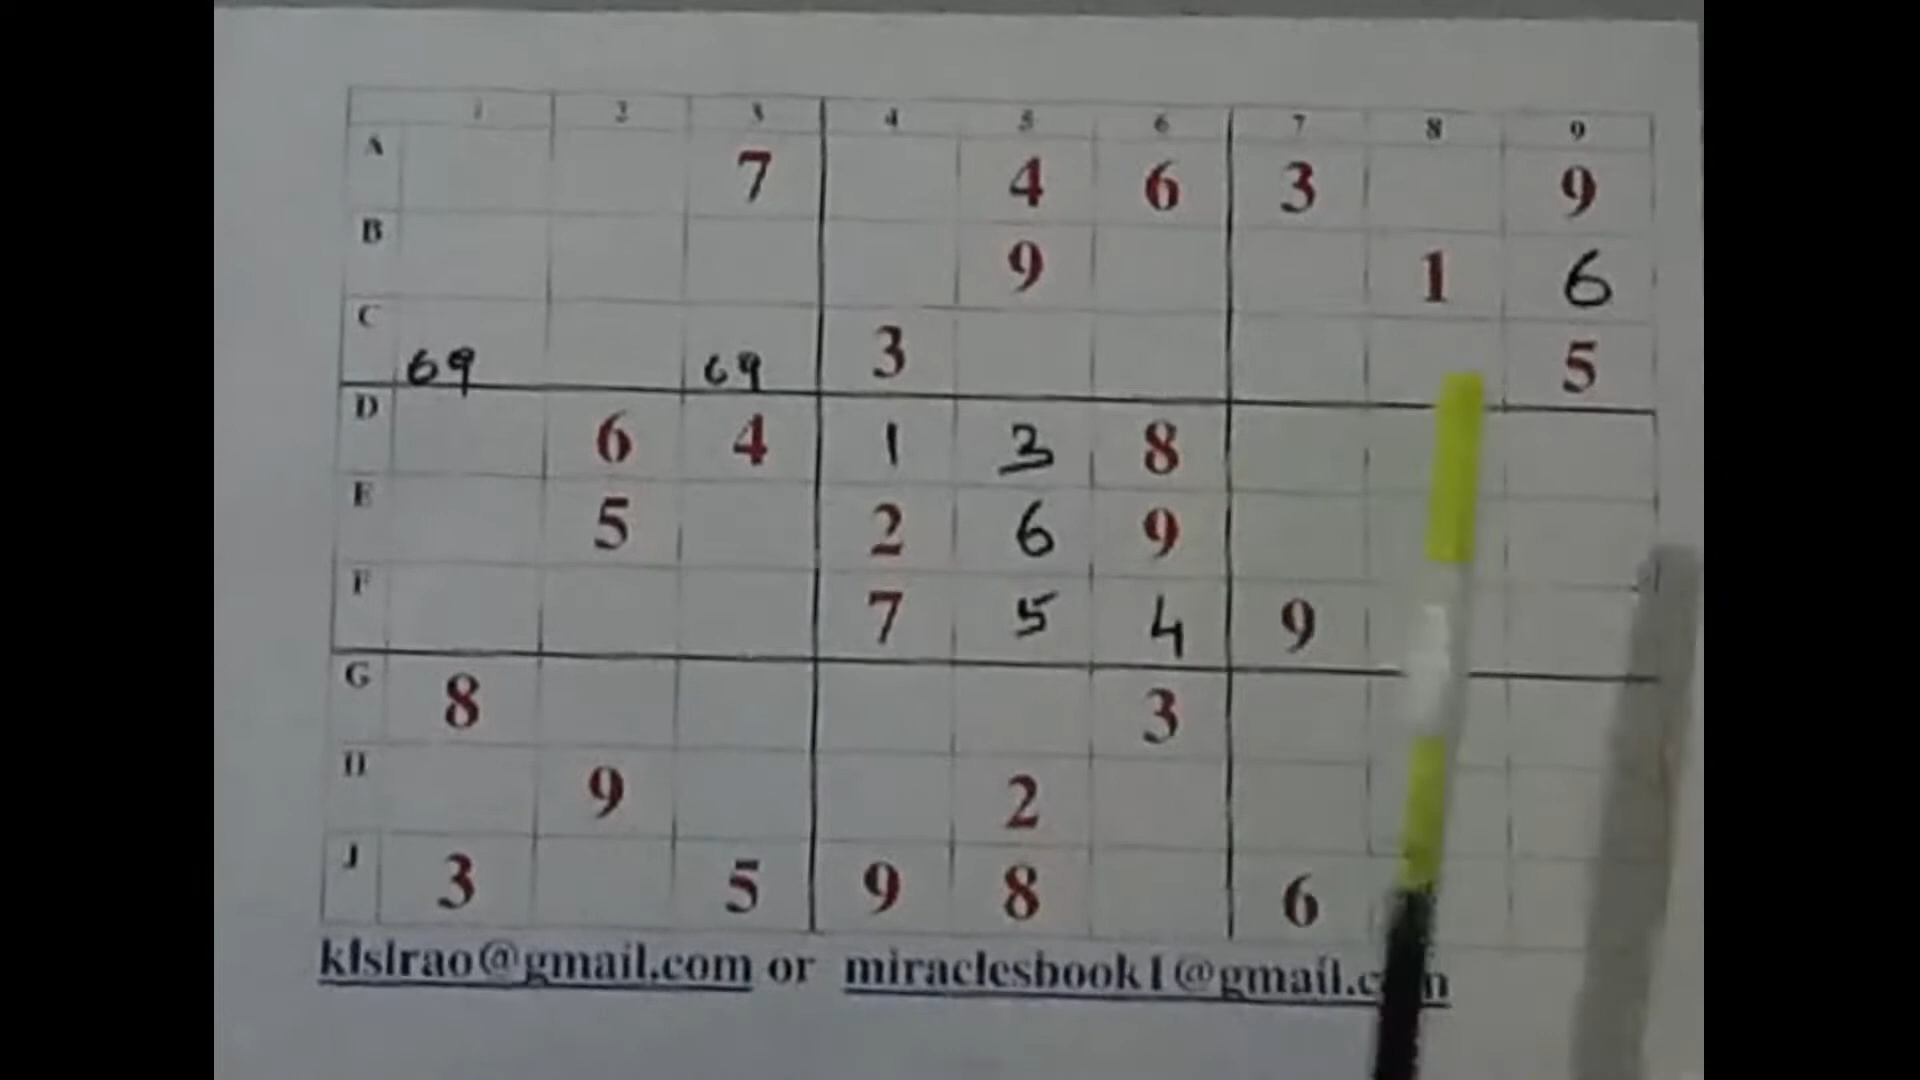 1 2 3 4 5 6 7 8 9
A 7 4 6 3 9
B 9 1 6
C 69 69 3 5
D 6 4 1 3 8
E 5 2 6 9
F 7 5 4 9
G 8 3
H 9 2
J 3 5 9 8 6
klslrao@gmail.com or miraclesbook1@gmail.c